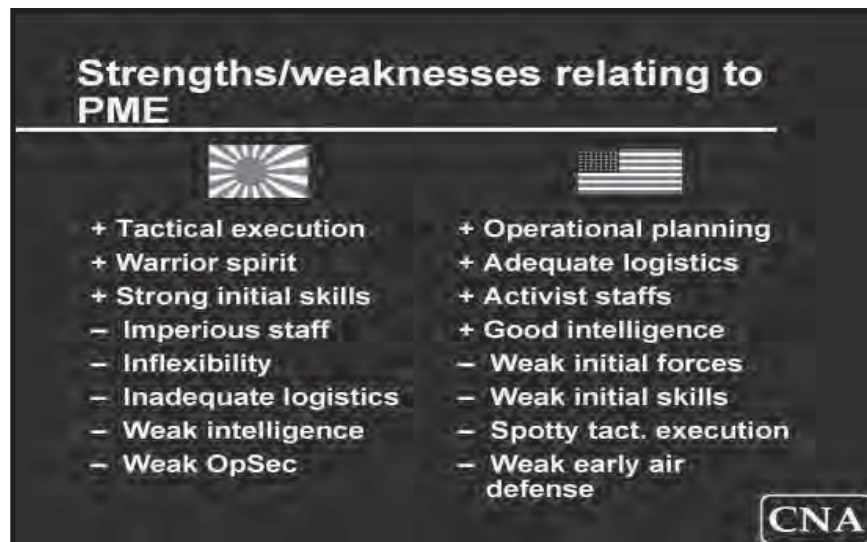 Strengths/weaknesses relating to
PME
+ Tactical execution
+ Warrior spirit
+ Strong initial skills
– Imperious staff
– Inflexibility
– Inadequate logistics
– Weak intelligence
– Weak OpSec
+ Operational planning
+ Adequate logistics
+ Activist staffs
+ Good intelligence
– Weak initial forces
– Weak initial skills
– Spotty tact. execution
– Weak early air
defense
CNA